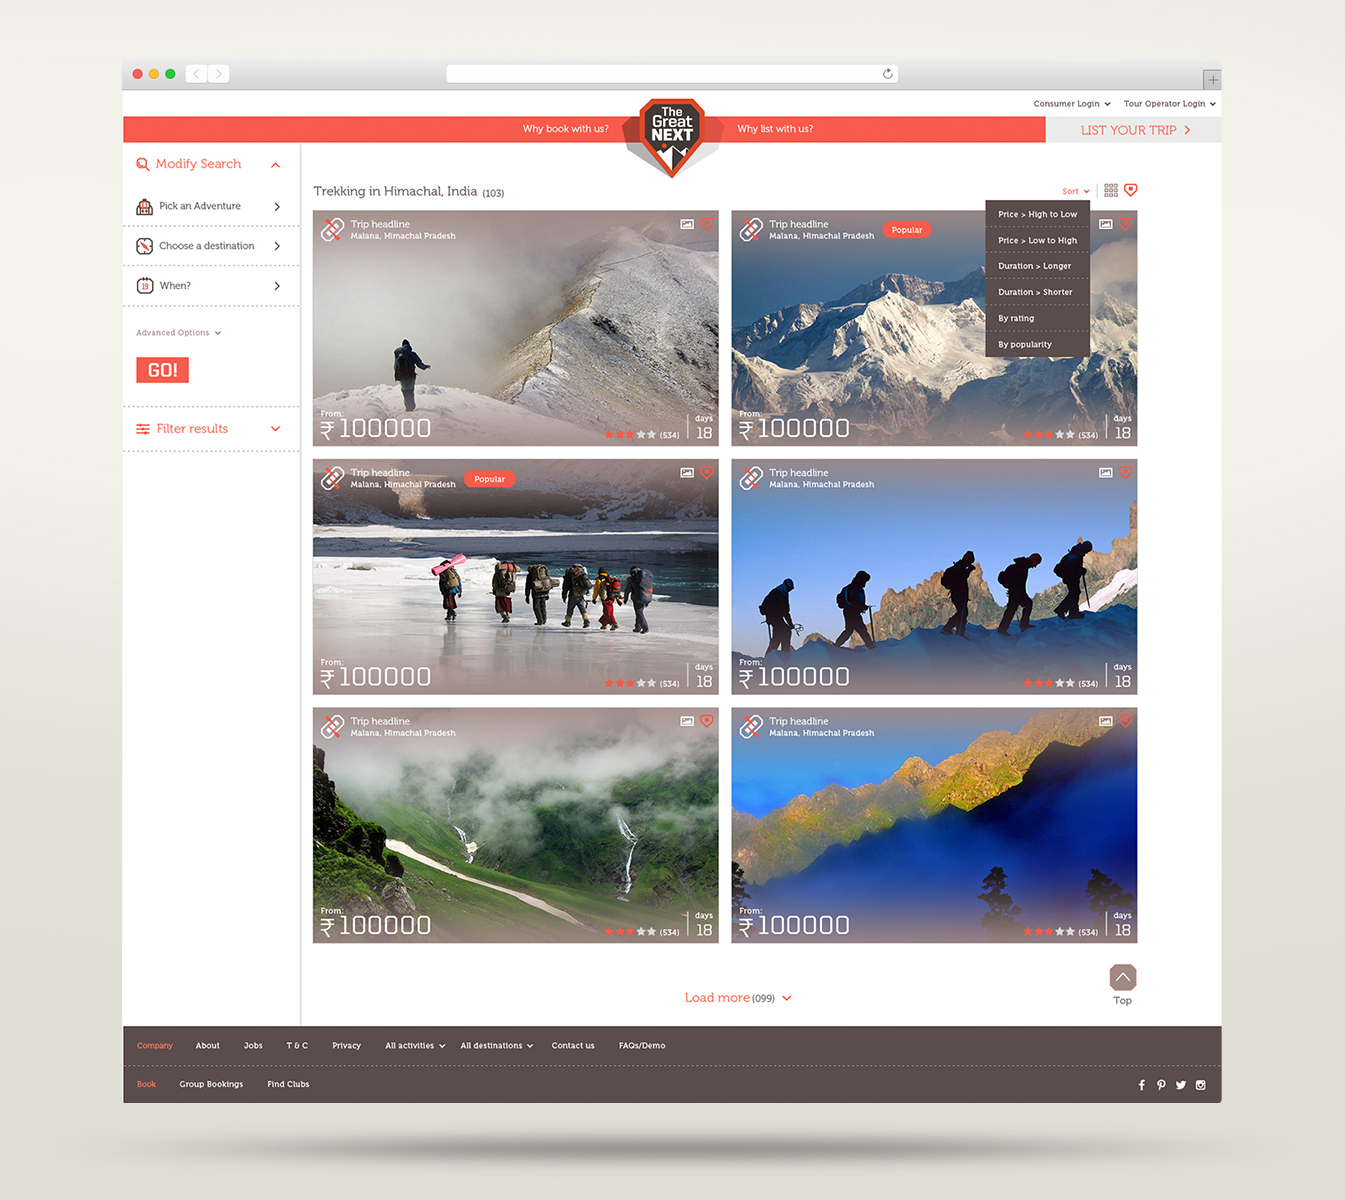 Consumer Login
Tour Operator Login
Why book with us?
The
Great
NEXT
Why list with us?
LIST YOUR TRIP
Modify Search
Pick an Adventure
Choose a destination
19
When?
Advanced Options
GO!
Filter results
Trekking in Himachal, India (103)
Sort
Price > High to Low
Price > Low to High
Duration > Longer
Duration > Shorter
By rating
By popularity
Trip headline
Malana, Himachal Pradesh
From:
₹100000
(534)
days
18
Trip headline
Malana, Himachal Pradesh
Popular
From:
₹100000
(534)
days
18
Trip headline
Malana, Himachal Pradesh
Popular
From:
₹100000
(534)
days
18
Trip headline
Malana, Himachal Pradesh
From:
₹100000
(534)
days
18
Trip headline
Malana, Himachal Pradesh
From:
₹100000
(534)
days
18
Trip headline
Malana, Himachal Pradesh
From:
₹100000
(534)
days
18
Load more (099)
Top
Company About Jobs T & C Privacy All activities All destinations Contact us FAQs/Demo
Book Group Bookings Find Clubs